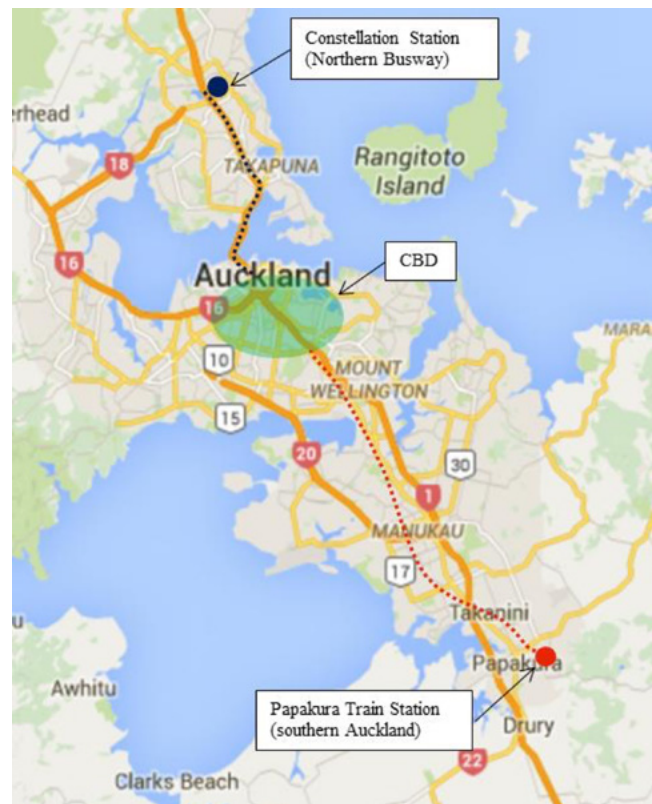 Constellation Station
(Northern Busway)
erhead
18
TAKAPUNA
Rangitoto
Island
16
Auckland
CBD
16
MARA
10
MOUNT
WELLINGTON
15
20
30
1
MANUKAU
17
Takanini
u
Papakura
Awhitu
Papakura Train Station
(southern Auckland)
Drury
22
Clarks Beach